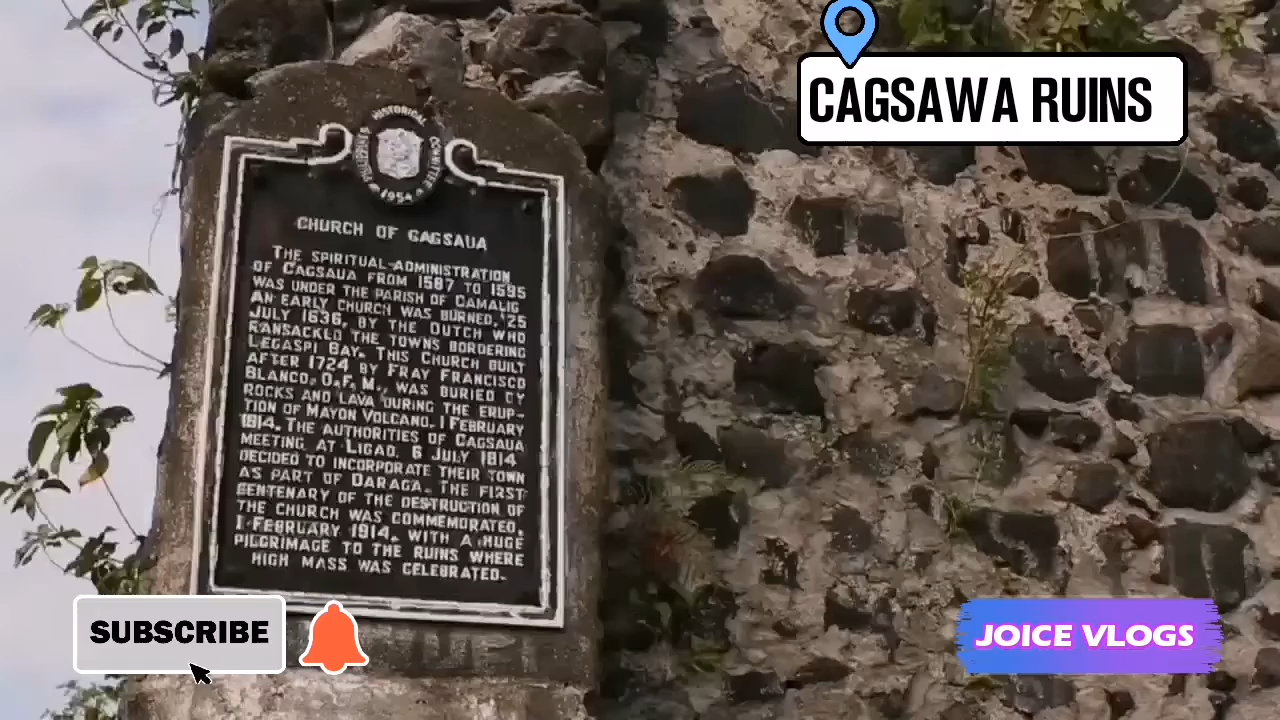 CAGSAWA RUINS
HISTORICAL COMMITTEE
1954
CHURCH OF GAGSAUA
THE SPIRITUAL ADMINISTRATION
OF CAGSAUA FROM 1587 TO 1595
WAS UNDER THE PARISH OF CAMALIG
AN EARLY CHURCH WAS BURNED, 25
JULY 1636, BY THE DUTCH WHO
RANSACKED THE TOWNS BORDERING
LEGASPI BAY. THIS CHURCH BUILT
AFTER 1724 BY FRAY FRANCISCO
BLANCO, O.F.M., WAS BURIED BY
ROCKS AND LAVA DURING THE ERUP-
TION OF MAYON VOLCANO, 1 FEBRUARY
1814. THE AUTHORITIES OF CAGSAUA
MEETING AT LIGAO, 6 JULY 1814
DECIDED TO INCORPORATE THEIR TOWN
AS PART OF DARAGA. THE FIRST
CENTENARY OF THE DESTRUCTION OF
THE CHURCH WAS COMMEMORATED,
1 FEBRUARY 1914, WITH A HUGE
PILGRIMAGE TO THE RUINS WHERE
HIGH MASS WAS CELEBRATED.
SUBSCRIBE
JOICE VLOGS